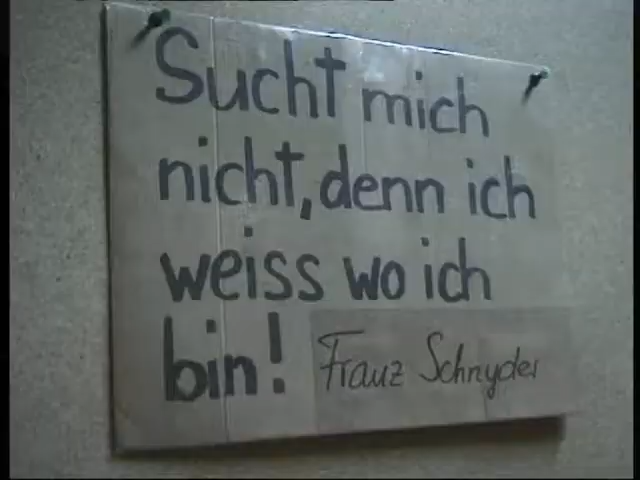 Sucht mich
nicht, denn ich
weiss wo ich
bin! Franz Schnyder